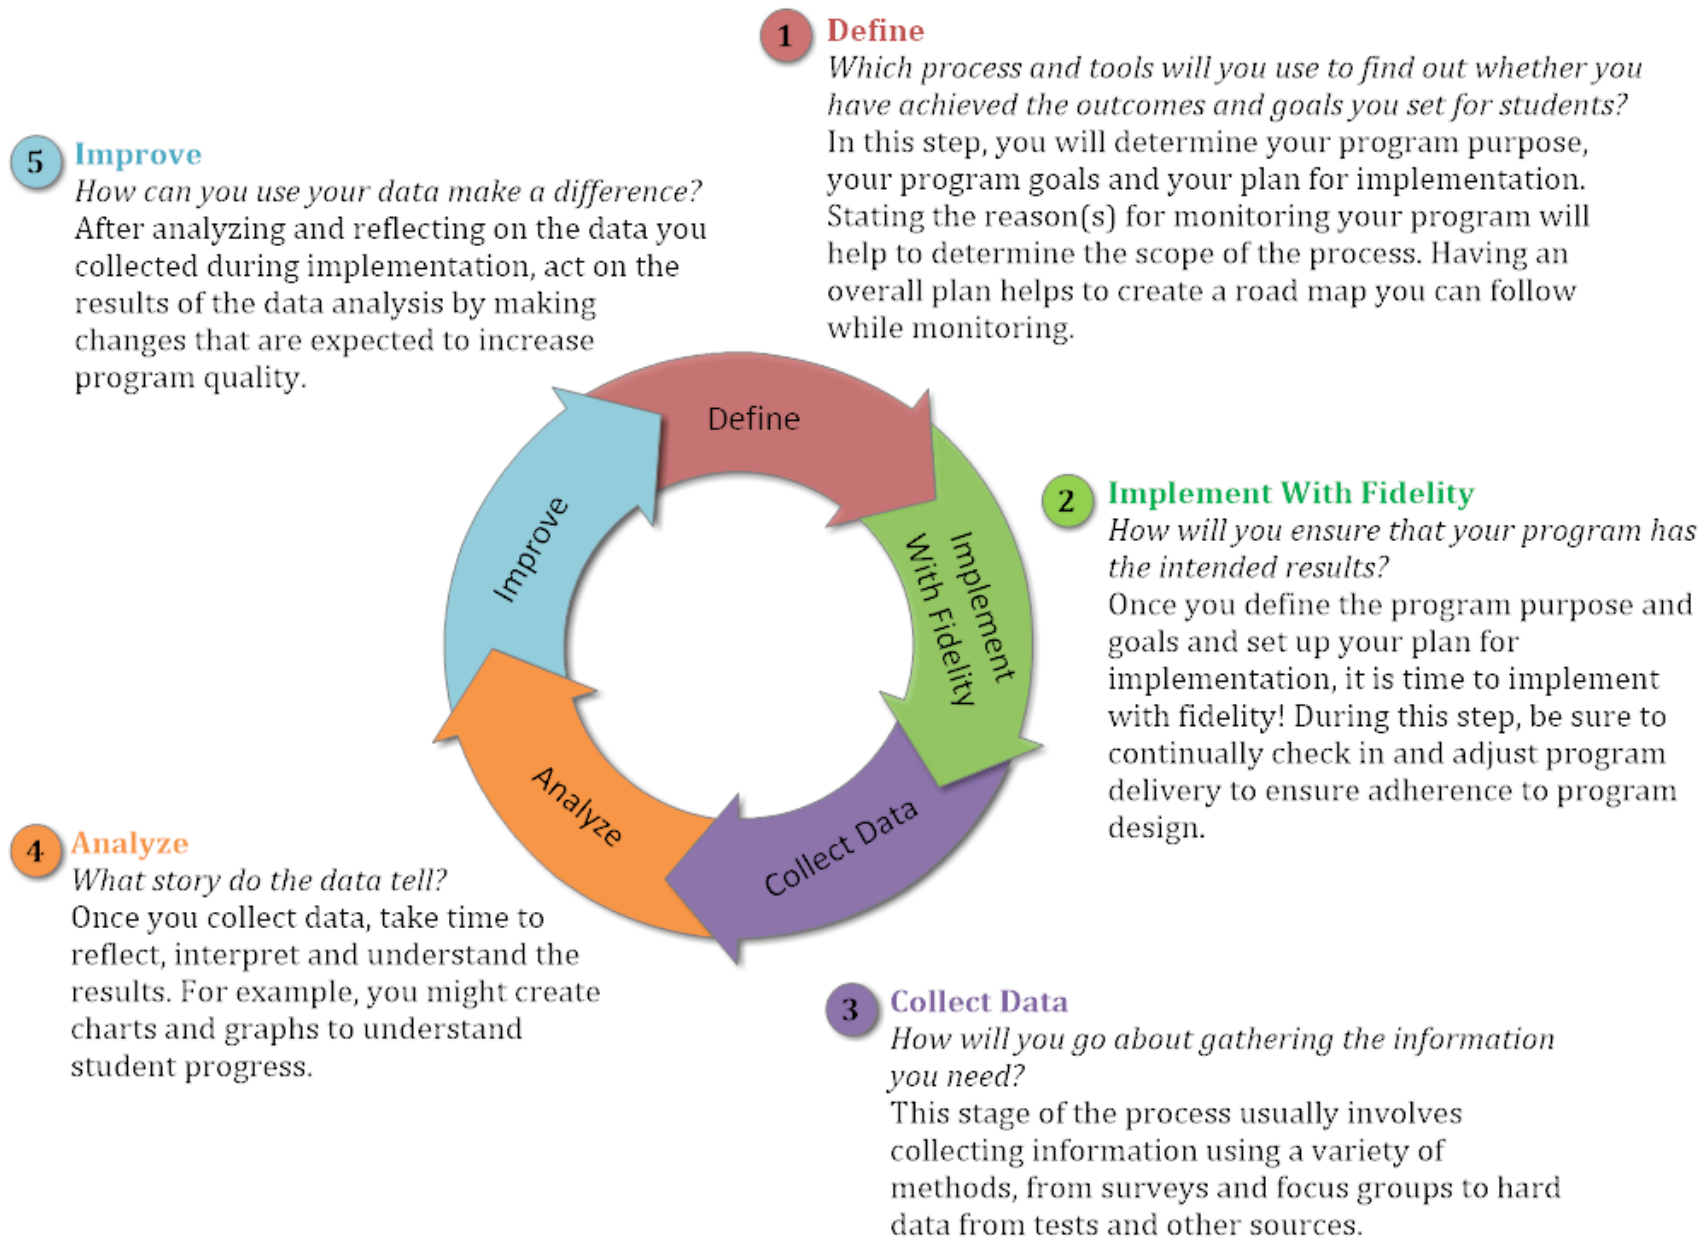 1
Define
Which process and tools will you use to find out whether you
have achieved the outcomes and goals you set for students?
In this step, you will determine your program purpose,
your program goals and your plan for implementation.
Stating the reason(s) for monitoring your program will
help to determine the scope of the process. Having an
overall plan helps to create a road map you can follow
while monitoring.
2
Implement With Fidelity
How will you ensure that your program has
the intended results?
Once you define the program purpose and
goals and set up your plan for
implementation, it is time to implement
with fidelity! During this step, be sure to
continually check in and adjust program
delivery to ensure adherence to program
design.
3
Collect Data
How will you go about gathering the information
you need?
This stage of the process usually involves
collecting information using a variety of
methods, from surveys and focus groups to hard
data from tests and other sources.
4
Analyze
What story do the data tell?
Once you collect data, take time to
reflect, interpret and understand the
results. For example, you might create
charts and graphs to understand
student progress.
5
Improve
How can you use your data make a difference?
After analyzing and reflecting on the data you
collected during implementation, act on the
results of the data analysis by making
changes that are expected to increase
program quality.
Define
Implement
With Fidelity
Collect Data
Analyze
Improve